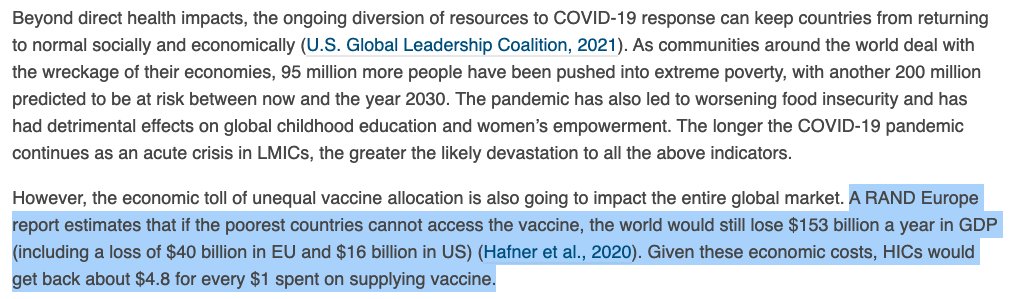 Beyond direct health impacts, the ongoing diversion of resources to COVID-19 response can keep countries from returning
to normal socially and economically (U.S. Global Leadership Coalition, 2021). As communities around the world deal with
the wreckage of their economies, 95 million more people have been pushed into extreme poverty, with another 200 million
predicted to be at risk between now and the year 2030. The pandemic has also led to worsening food insecurity and has
had detrimental effects on global childhood education and women’s empowerment. The longer the COVID-19 pandemic
continues as an acute crisis in LMICs, the greater the likely devastation to all the above indicators.
However, the economic toll of unequal vaccine allocation is also going to impact the entire global market. A RAND Europe
report estimates that if the poorest countries cannot access the vaccine, the world would still lose $153 billion a year in GDP
(including a loss of $40 billion in EU and $16 billion in US) (Hafner et al., 2020). Given these economic costs, HICs would
get back about $4.8 for every $1 spent on supplying vaccine.